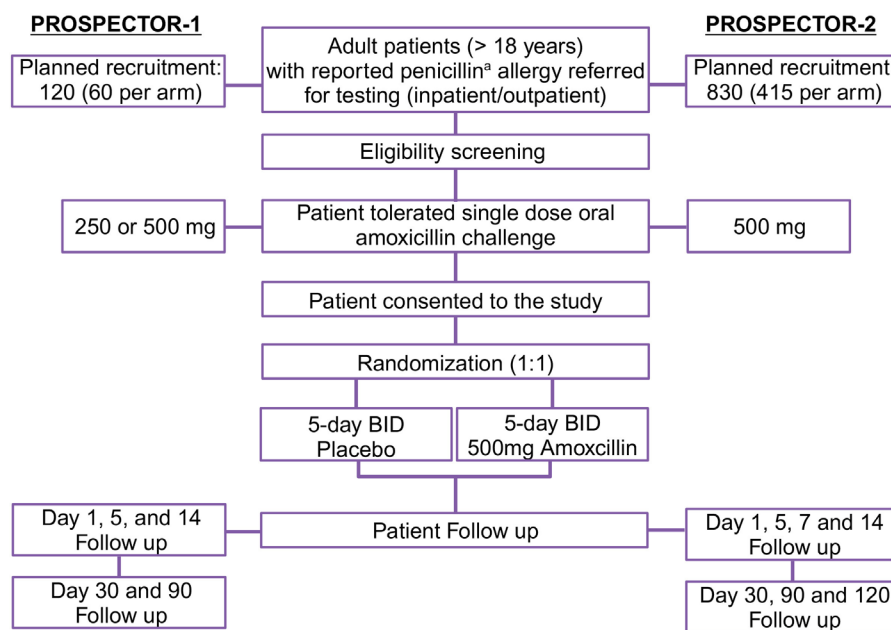 PROSPECTOR-1
PROSPECTOR-2
Planned recruitment:
120 (60 per arm)
Adult patients (> 18 years)
with reported penicillinᵃ allergy referred
for testing (inpatient/outpatient)
Planned recruitment:
830 (415 per arm)
Eligibility screening
250 or 500 mg
Patient tolerated single dose oral
amoxicillin challenge
500 mg
Patient consented to the study
Randomization (1:1)
5-day BID
Placebo
5-day BID
500mg Amoxcillin
Day 1, 5, and 14
Follow up
Patient Follow up
Day 1, 5, 7 and 14
Follow up
Day 30 and 90
Follow up
Day 30, 90 and 120
Follow up